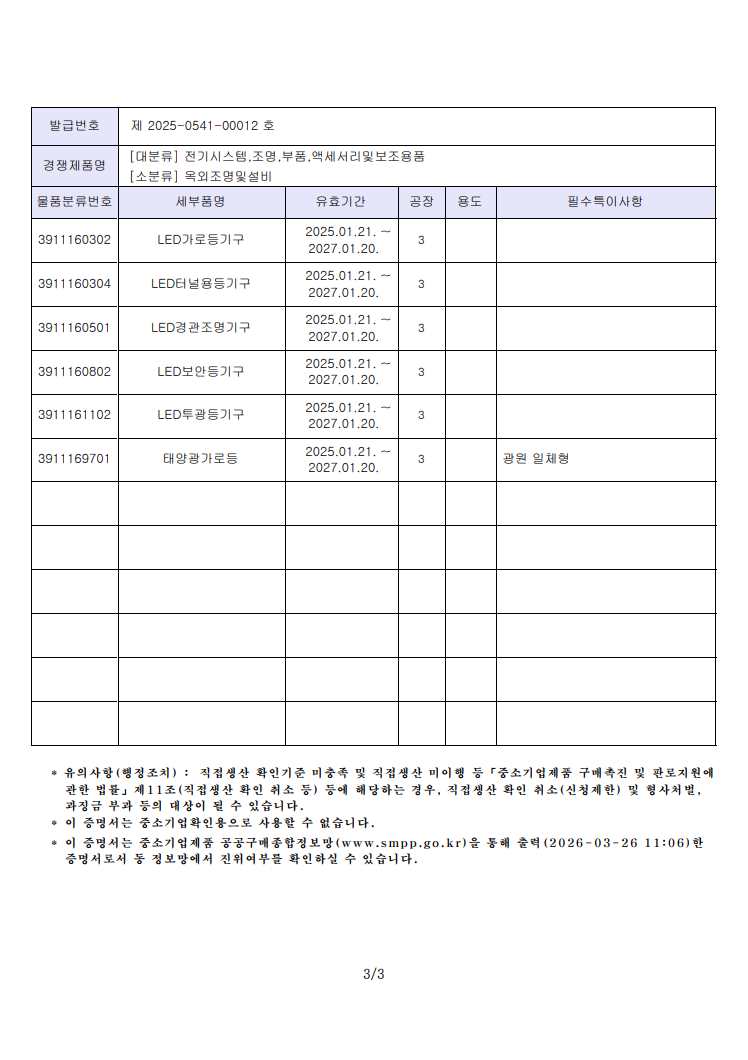 발급번호 제 2025-0541-00012 호
경쟁제품명 [대분류] 전기시스템,조명,부품,액세서리및보조용품
[소분류] 옥외조명및설비
물품분류번호 세부품명 유효기간 공장 용도 필수특이사항
3911160302 LED가로등기구 2025.01.21. ~ 2027.01.20. 3
3911160304 LED터널용등기구 2025.01.21. ~ 2027.01.20. 3
3911160501 LED경관조명기구 2025.01.21. ~ 2027.01.20. 3
3911160802 LED보안등기구 2025.01.21. ~ 2027.01.20. 3
3911161102 LED투광등기구 2025.01.21. ~ 2027.01.20. 3
3911169701 태양광가로등 2025.01.21. ~ 2027.01.20. 3 광원 일체형
* 유의사항(행정조치) : 직접생산 확인기준 미충족 및 직접생산 미이행 등「중소기업제품 구매촉진 및 판로지원에
관한 법률」제11조(직접생산 확인 취소 등) 등에 해당하는 경우, 직접생산 확인 취소(신청제한) 및 형사처벌,
과징금 부과 등의 대상이 될 수 있습니다.
* 이 증명서는 중소기업확인용으로 사용할 수 없습니다.
* 이 증명서는 중소기업제품 공공구매종합정보망(www.smpp.go.kr)을 통해 출력(2026-03-26 11:06)한
증명서로서 동 정보망에서 진위여부를 확인하실 수 있습니다.
3/3